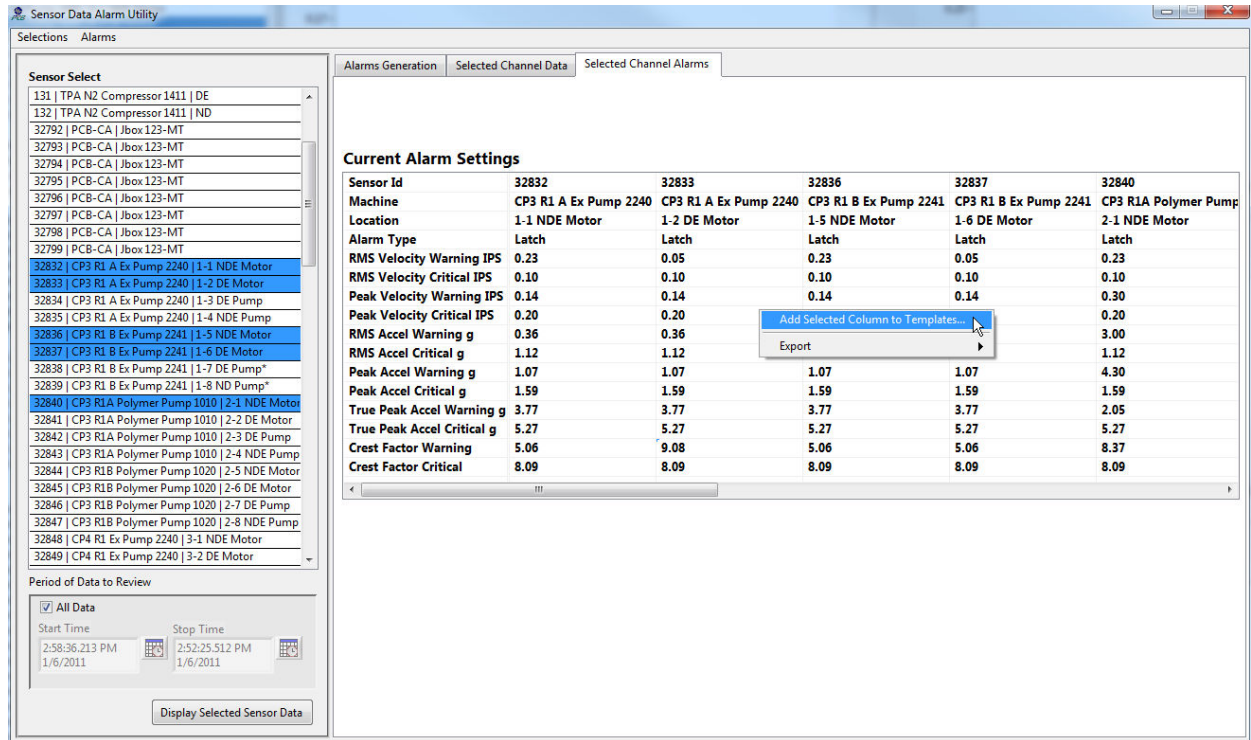 Sensor Data Alarm Utility
Selections Alarms
Sensor Select
131 | TPA N2 Compressor 1411 | DE
132 | TPA N2 Compressor 1411 | ND
32792 | PCB-CA | Jbox 123-MT
32793 | PCB-CA | Jbox 123-MT
32794 | PCB-CA | Jbox 123-MT
32795 | PCB-CA | Jbox 123-MT
32796 | PCB-CA | Jbox 123-MT
32797 | PCB-CA | Jbox 123-MT
32798 | PCB-CA | Jbox 123-MT
32799 | PCB-CA | Jbox 123-MT
32832 | CP3 R1 A Ex Pump 2240 | 1-1 NDE Motor
32833 | CP3 R1 A Ex Pump 2240 | 1-2 DE Motor
32834 | CP3 R1 A Ex Pump 2240 | 1-3 DE Pump
32835 | CP3 R1 A Ex Pump 2240 | 1-4 NDE Pump
32836 | CP3 R1 B Ex Pump 2241 | 1-5 NDE Motor
32837 | CP3 R1 B Ex Pump 2241 | 1-6 DE Motor
32838 | CP3 R1 B Ex Pump 2241 | 1-7 DE Pump*
32839 | CP3 R1 B Ex Pump 2241 | 1-8 ND Pump*
32840 | CP3 R1A Polymer Pump 1010 | 2-1 NDE Motor
32841 | CP3 R1A Polymer Pump 1010 | 2-2 DE Motor
32842 | CP3 R1A Polymer Pump 1010 | 2-3 DE Pump
32843 | CP3 R1A Polymer Pump 1010 | 2-4 NDE Pump
32844 | CP3 R1B Polymer Pump 1020 | 2-5 NDE Motor
32845 | CP3 R1B Polymer Pump 1020 | 2-6 DE Motor
32846 | CP3 R1B Polymer Pump 1020 | 2-7 DE Pump
32847 | CP3 R1B Polymer Pump 1020 | 2-8 NDE Pump
32848 | CP4 R1 Ex Pump 2240 | 3-1 NDE Motor
32849 | CP4 R1 Ex Pump 2240 | 3-2 DE Motor
Period of Data to Review
All Data
Start Time Stop Time
2:58:36.213 PM 2:52:25.512 PM
1/6/2011 1/6/2011
Display Selected Sensor Data
Alarms Generation Selected Channel Data Selected Channel Alarms
Current Alarm Settings
Sensor Id 32832 32833 32836 32837 32840
Machine CP3 R1 A Ex Pump 2240 CP3 R1 A Ex Pump 2240 CP3 R1 B Ex Pump 2241 CP3 R1 B Ex Pump 2241 CP3 R1A Polymer Pump
Location 1-1 NDE Motor 1-2 DE Motor 1-5 NDE Motor 1-6 DE Motor 2-1 NDE Motor
Alarm Type Latch Latch Latch Latch Latch
RMS Velocity Warning IPS 0.23 0.05 0.23 0.05 0.23
RMS Velocity Critical IPS 0.10 0.10 0.10 0.10 0.10
Peak Velocity Warning IPS 0.14 0.14 0.14 0.14 0.30
Peak Velocity Critical IPS 0.20 0.20 0.20
RMS Accel Warning g 0.36 0.36 3.00
RMS Accel Critical g 1.12 1.12 1.12
Peak Accel Warning g 1.07 1.07 1.07 1.07 4.30
Peak Accel Critical g 1.59 1.59 1.59 1.59 1.59
True Peak Accel Warning g 3.77 3.77 3.77 3.77 2.05
True Peak Accel Critical g 5.27 5.27 5.27 5.27 5.27
Crest Factor Warning 5.06 9.08 5.06 5.06 8.37
Crest Factor Critical 8.09 8.09 8.09 8.09 8.09
Add Selected Column to Templates...
Export